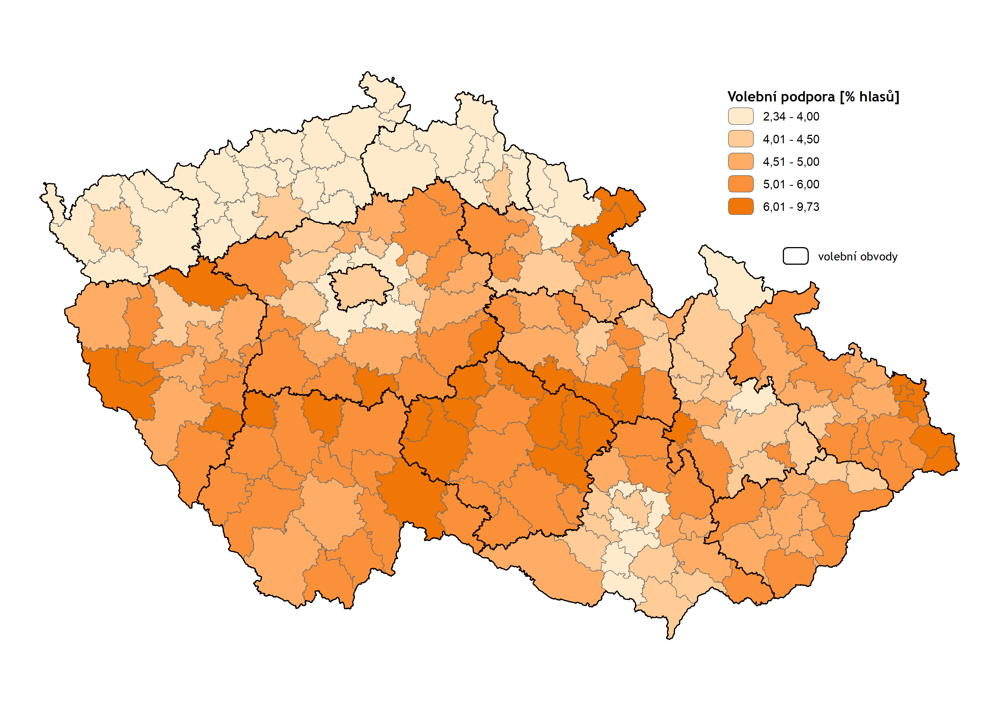 Volební podpora [% hlasů]
2,34 - 4,00
4,01 - 4,50
4,51 - 5,00
5,01 - 6,00
6,01 - 9,73
volební obvody